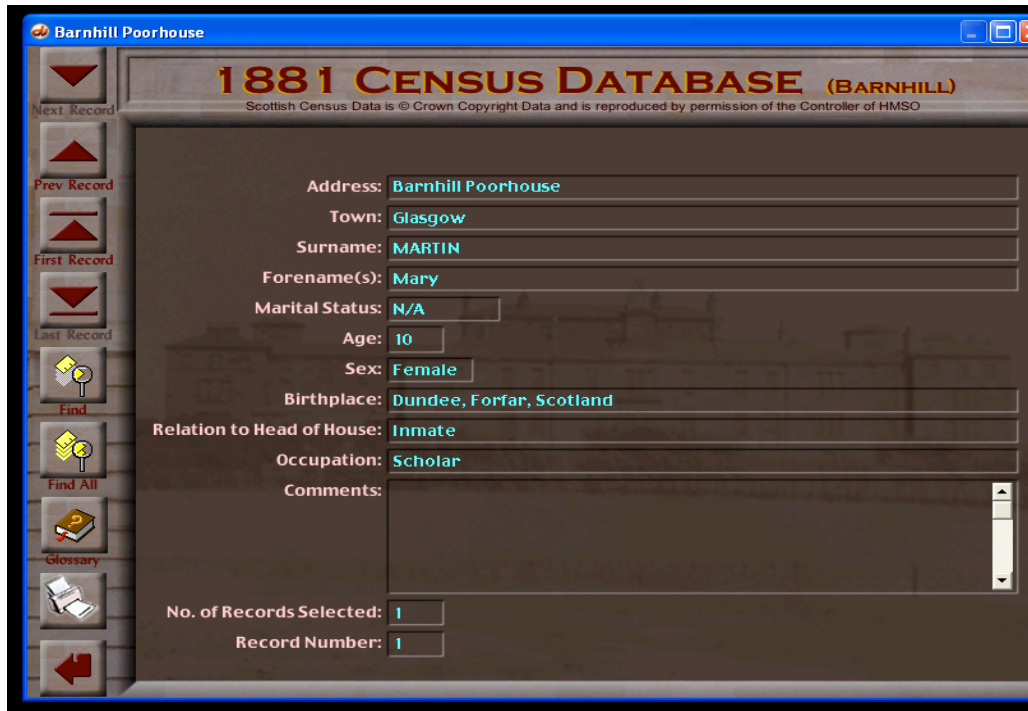 Barnhill Poorhouse
1881 CENSUS DATABASE (BARNHILL)
Scottish Census Data is © Crown Copyright Data and is reproduced by permission of the Controller of HMSO
Next Record
Prev Record
First Record
Last Record
Find
Find All
Glossary
Address: Barnhill Poorhouse
Town: Glasgow
Surname: MARTIN
Forename(s): Mary
Marital Status: N/A
Age: 10
Sex: Female
Birthplace: Dundee, Forfar, Scotland
Relation to Head of House: Inmate
Occupation: Scholar
Comments:
No. of Records Selected: 1
Record Number: 1